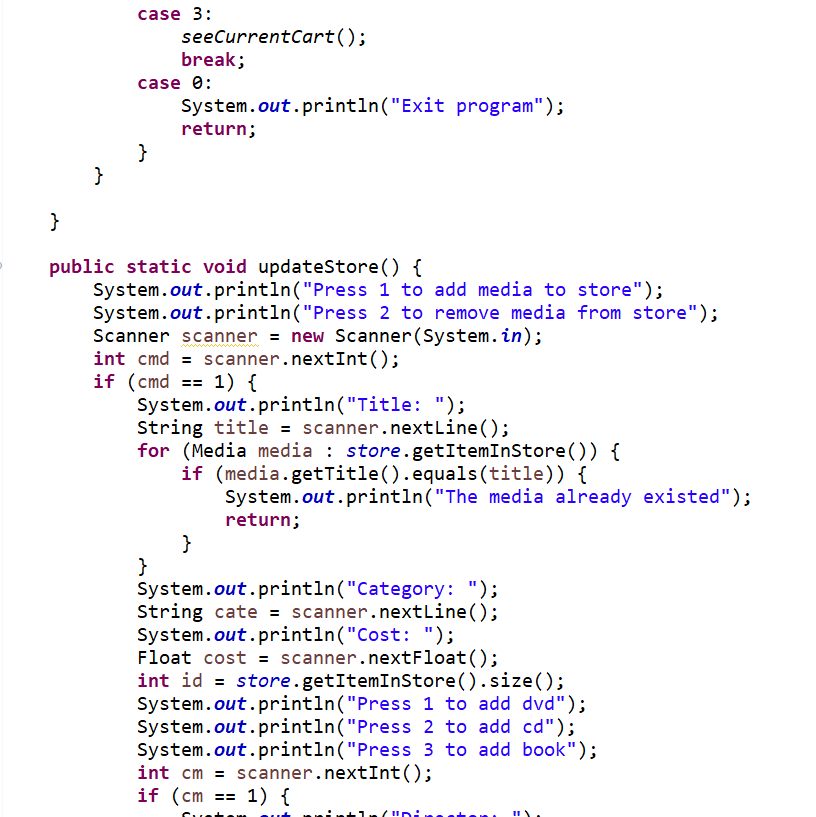 case 3:
seeCurrentCart();
break;
case 0:
System.out.println("Exit program");
return;
}
}
}
public static void updateStore() {
System.out.println("Press 1 to add media to store");
System.out.println("Press 2 to remove media from store");
Scanner scanner = new Scanner(System.in);
int cmd = scanner.nextInt();
if (cmd == 1) {
System.out.println("Title: ");
String title = scanner.nextLine();
for (Media media : store.getItemInStore()) {
if (media.getTitle().equals(title)) {
System.out.println("The media already existed");
return;
}
}
System.out.println("Category: ");
String cate = scanner.nextLine();
System.out.println("Cost: ");
Float cost = scanner.nextFloat();
int id = store.getItemInStore().size();
System.out.println("Press 1 to add dvd");
System.out.println("Press 2 to add cd");
System.out.println("Press 3 to add book");
int cm = scanner.nextInt();
if (cm == 1) {
System.out.println("Director: ");